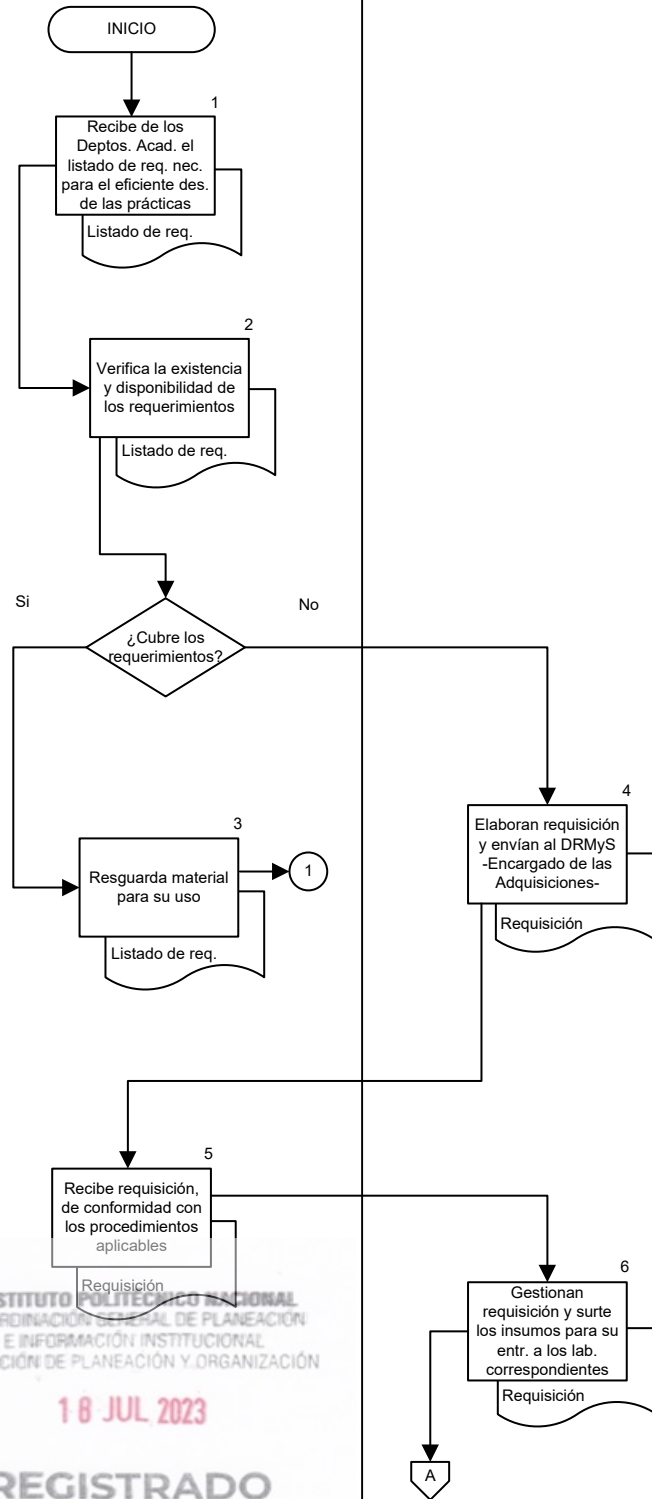 INICIO
1
Recibe de los
Deptos. Acad. el
listado de req. nec.
para el eficiente des.
de las prácticas
Listado de req.
2
Verifica la existencia
y disponibilidad de
los requerimientos
Listado de req.
Si
No
¿Cubre los
requerimientos?
3
Resguarda material
para su uso
1
Listado de req.
4
Elaboran requisición
y envían al DRMyS
-Encargado de las
Adquisiciones-
Requisición
5
Recibe requisición,
de conformidad con
los procedimientos
aplicables
Requisición
6
Gestionan
requisición y surte
los insumos para su
entr. a los lab.
correspondientes
Requisición
A
STITUTO POLITÉCNICO NACIONAL
RDINACIÓN GENERAL DE PLANEACIÓN
E INFORMACIÓN INSTITUCIONAL
CIÓN DE PLANEACIÓN Y ORGANIZACIÓN
18 JUL 2023
REGISTRADO